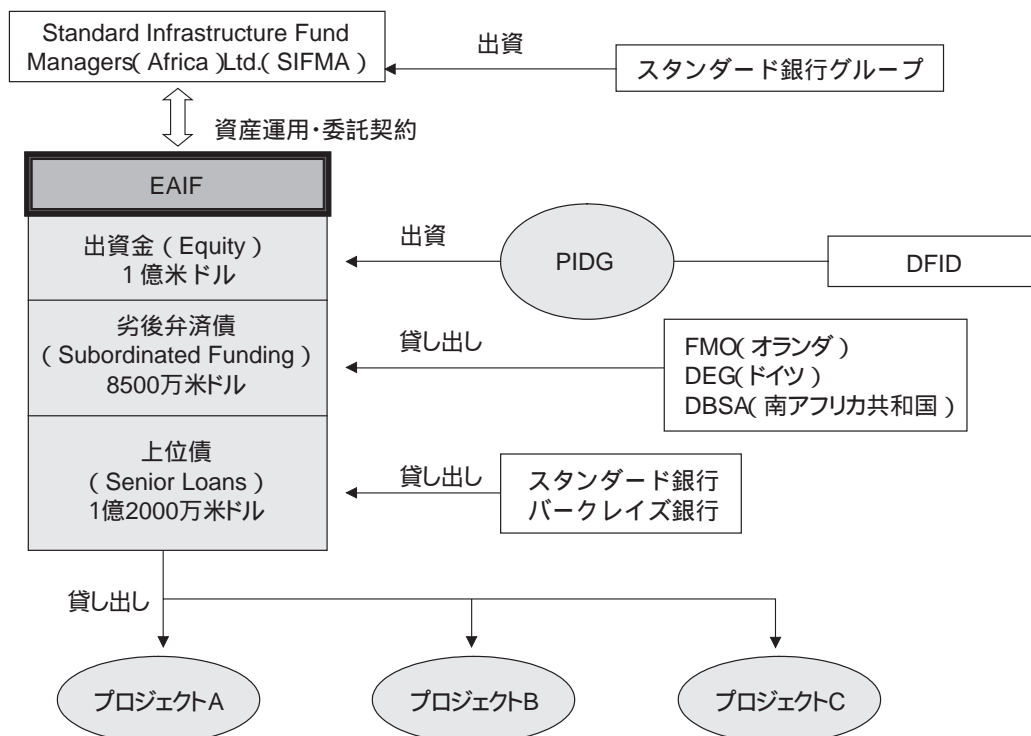 Standard Infrastructure Fund
Managers(Africa)Ltd.(SIFMA)
出資
スタンダード銀行グループ
資産運用・委託契約
EAIF
出資金(Equity)
1億米ドル
出資
PIDG
DFID
劣後弁済債
(Subordinated Funding)
8500万米ドル
貸し出し
FMO(オランダ)
DEG(ドイツ)
DBSA(南アフリカ共和国)
上位債
(Senior Loans)
1億2000万米ドル
貸し出し
スタンダード銀行
バークレイズ銀行
貸し出し
プロジェクトA
プロジェクトB
プロジェクトC